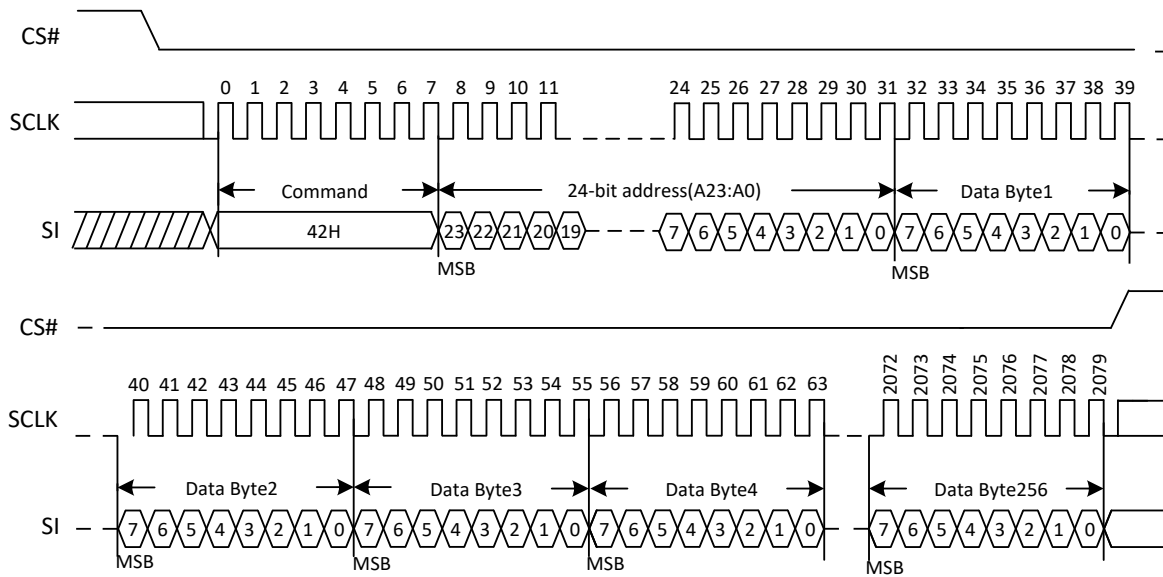 CS#
0 1 2 3 4 5 6 7 8 9 10 11 24 25 26 27 28 29 30 31 32 33 34 35 36 37 38 39
SCLK
Command 24-bit address(A23:A0) Data Byte1
SI 42H 23 22 21 20 19 7 6 5 4 3 2 1 0 7 6 5 4 3 2 1 0
MSB MSB
CS#
40 41 42 43 44 45 46 47 48 49 50 51 52 53 54 55 56 57 58 59 60 61 62 63 2072 2073 2074 2075 2076 2077 2078 2079
SCLK
Data Byte2 Data Byte3 Data Byte4 Data Byte256
SI 7 6 5 4 3 2 1 0 7 6 5 4 3 2 1 0 7 6 5 4 3 2 1 0 7 6 5 4 3 2 1 0
MSB MSB MSB MSB